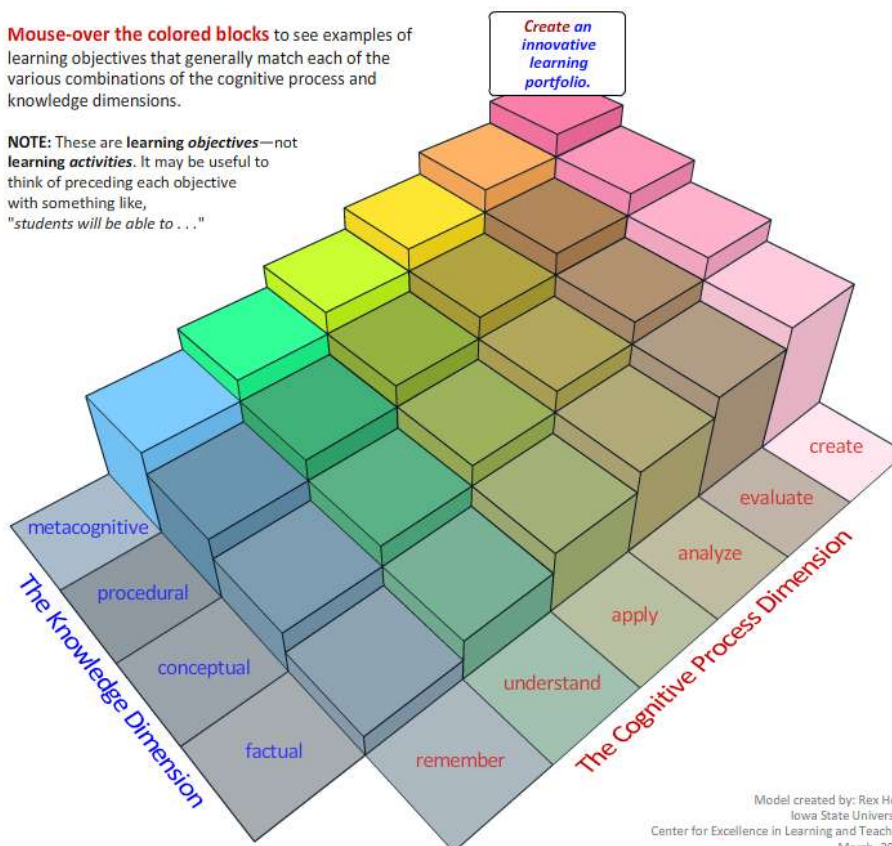 Mouse-over the colored blocks to see examples of
learning objectives that generally match each of the
various combinations of the cognitive process and
knowledge dimensions.
NOTE: These are learning objectives—not
learning activities. It may be useful to
think of preceding each objective
with something like,
"students will be able to . . ."
Create an
innovative
learning
portfolio.
metacognitive
procedural
conceptual
factual
The Knowledge Dimension
remember
understand
apply
analyze
evaluate
create
The Cognitive Process Dimension
Model created by: Rex
Iowa State
Center for Excellence in Learning and